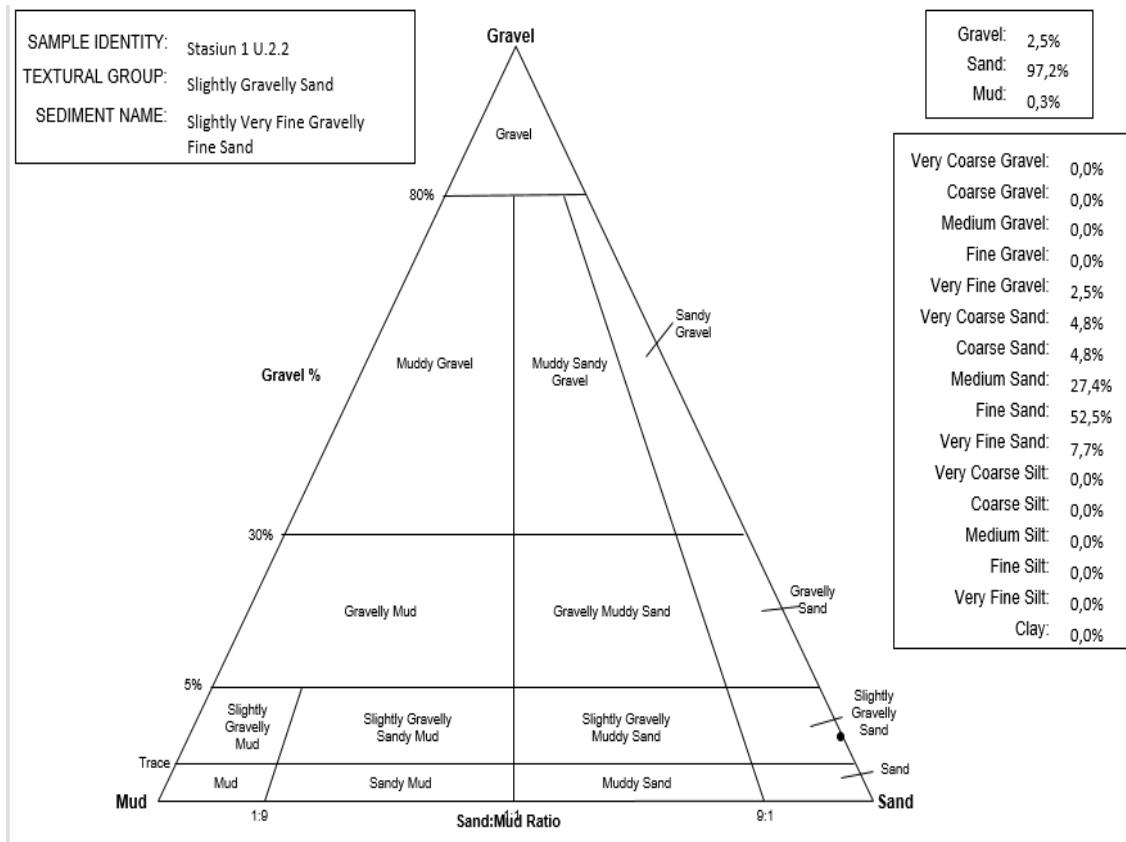 SAMPLE IDENTITY: Stasiun 1 U.2.2
TEXTURAL GROUP: Slightly Gravelly Sand
SEDIMENT NAME: Slightly Very Fine Gravelly
Fine Sand
Gravel: 2,5%
Sand: 97,2%
Mud: 0,3%
Very Coarse Gravel: 0,0%
Coarse Gravel: 0,0%
Medium Gravel: 0,0%
Fine Gravel: 0,0%
Very Fine Gravel: 2,5%
Very Coarse Sand: 4,8%
Coarse Sand: 4,8%
Medium Sand: 27,4%
Fine Sand: 52,5%
Very Fine Sand: 7,7%
Very Coarse Silt: 0,0%
Coarse Silt: 0,0%
Medium Silt: 0,0%
Fine Silt: 0,0%
Very Fine Silt: 0,0%
Clay: 0,0%
Gravel
Gravel
80%
Sandy
Gravel
Muddy Gravel
Muddy Sandy
Gravel
Gravel %
30%
Gravelly Mud
Gravelly Muddy Sand
Gravelly
Sand
5%
Slightly
Gravelly
Mud
Slightly Gravelly
Sandy Mud
Slightly Gravelly
Muddy Sand
Slightly
Gravelly
Sand
Trace
Mud
Sandy Mud
Muddy Sand
Sand
Mud
Sand
1:9
9:1
Sand:Mud Ratio